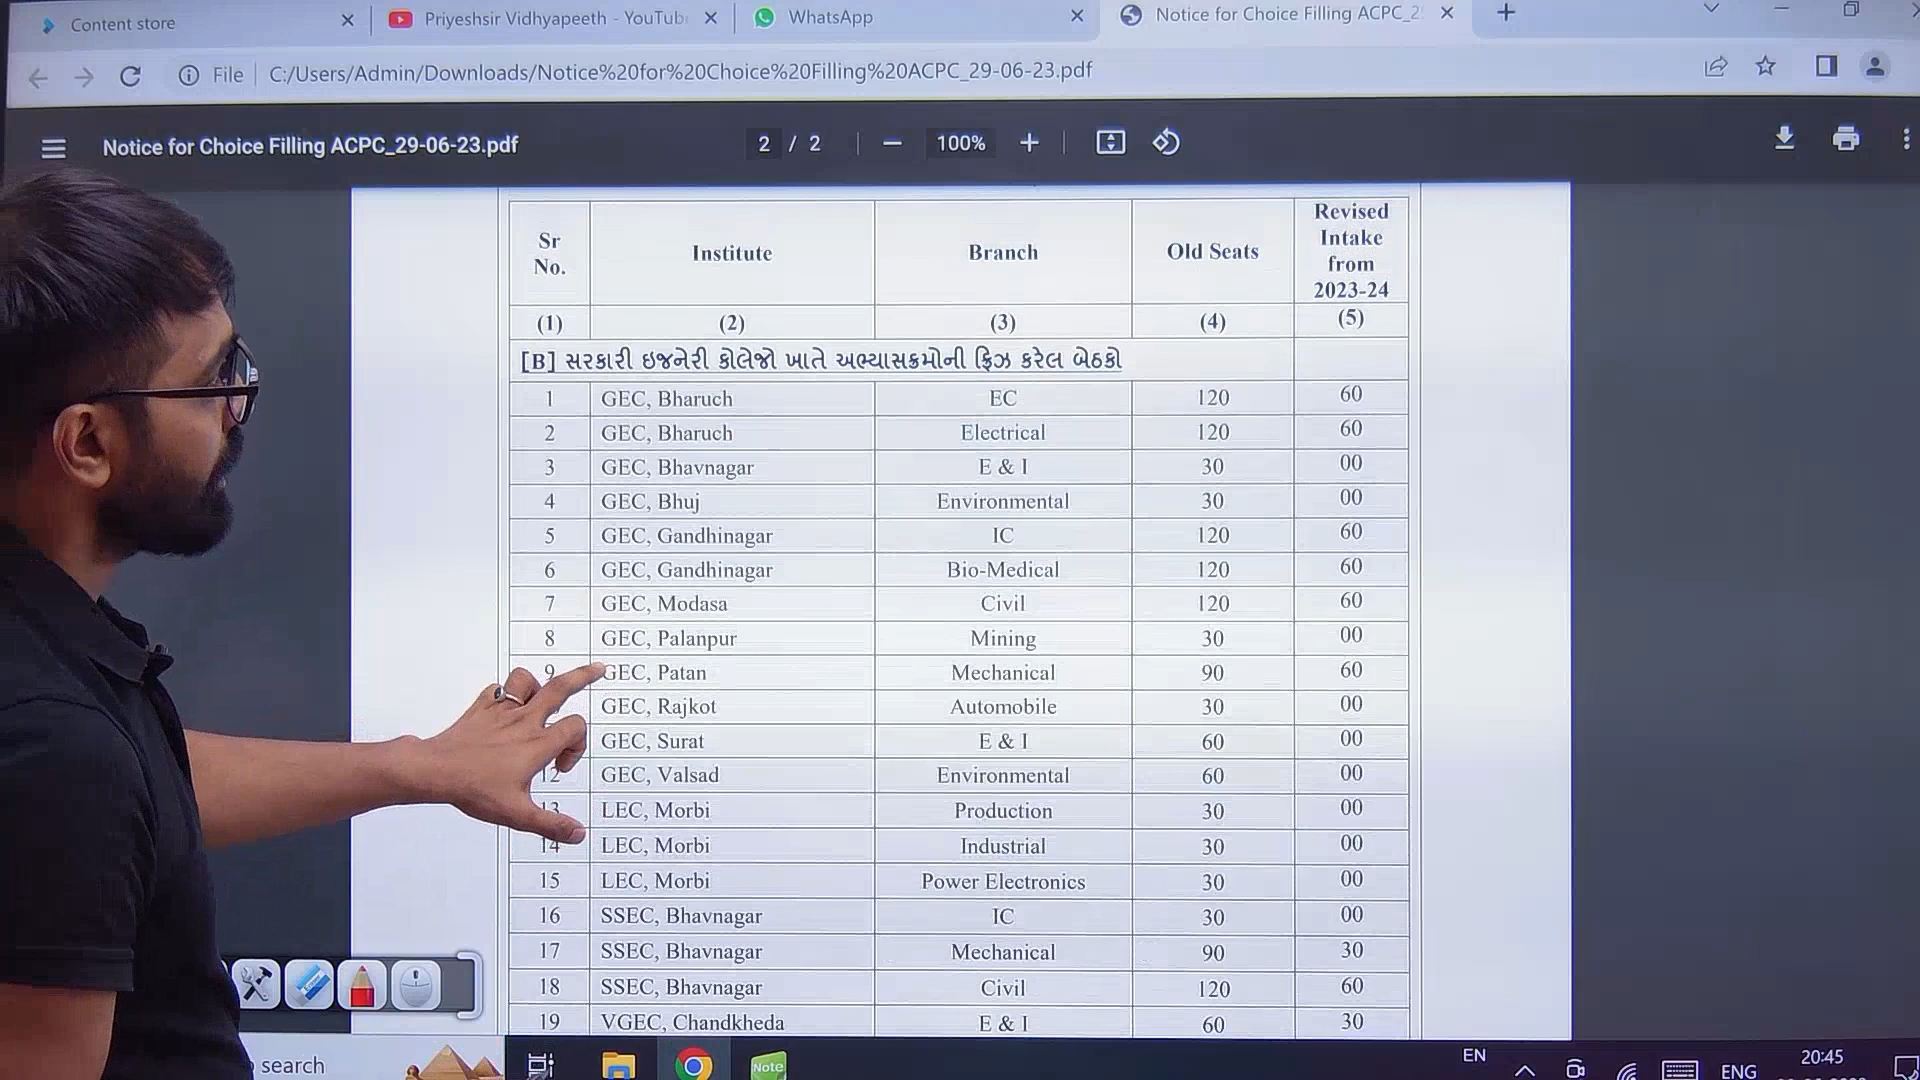 Content store
Priyeshsir Vidhyapeeth - YouTub
WhatsApp
Notice for Choice Filling ACPC_2
File
C:/Users/Admin/Downloads/Notice%20for%20Choice%20Filling%20ACPC_29-06-23.pdf
Notice for Choice Filling ACPC_29-06-23.pdf
2 / 2
100%
Sr No. Institute Branch Old Seats Revised Intake from 2023-24
(1) (2) (3) (4) (5)
[B] સરકારી ઇજનેરી કોલેજો ખાતે અભ્યાસક્રમોની ફ્રિઝ કરેલ બેઠકો
1 GEC, Bharuch EC 120 60
2 GEC, Bharuch Electrical 120 60
3 GEC, Bhavnagar E & I 30 00
4 GEC, Bhuj Environmental 30 00
5 GEC, Gandhinagar IC 120 60
6 GEC, Gandhinagar Bio-Medical 120 60
7 GEC, Modasa Civil 120 60
8 GEC, Palanpur Mining 30 00
9 GEC, Patan Mechanical 90 60
GEC, Rajkot Automobile 30 00
GEC, Surat E & I 60 00
12 GEC, Valsad Environmental 60 00
13 LEC, Morbi Production 30 00
14 LEC, Morbi Industrial 30 00
15 LEC, Morbi Power Electronics 30 00
16 SSEC, Bhavnagar IC 30 00
17 SSEC, Bhavnagar Mechanical 90 30
18 SSEC, Bhavnagar Civil 120 60
19 VGEC, Chandkheda E & I 60 30
search
Note
EN
ENG
20:45